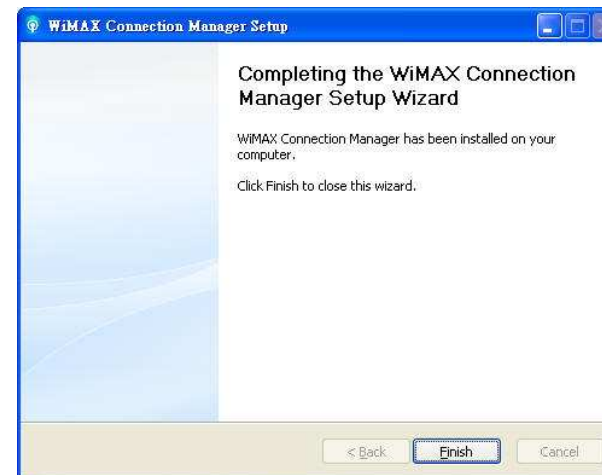 WiMAX Connection Manager Setup
Completing the WiMAX Connection
Manager Setup Wizard
WiMAX Connection Manager has been installed on your
computer.
Click Finish to close this wizard.
< Back
Finish
Cancel